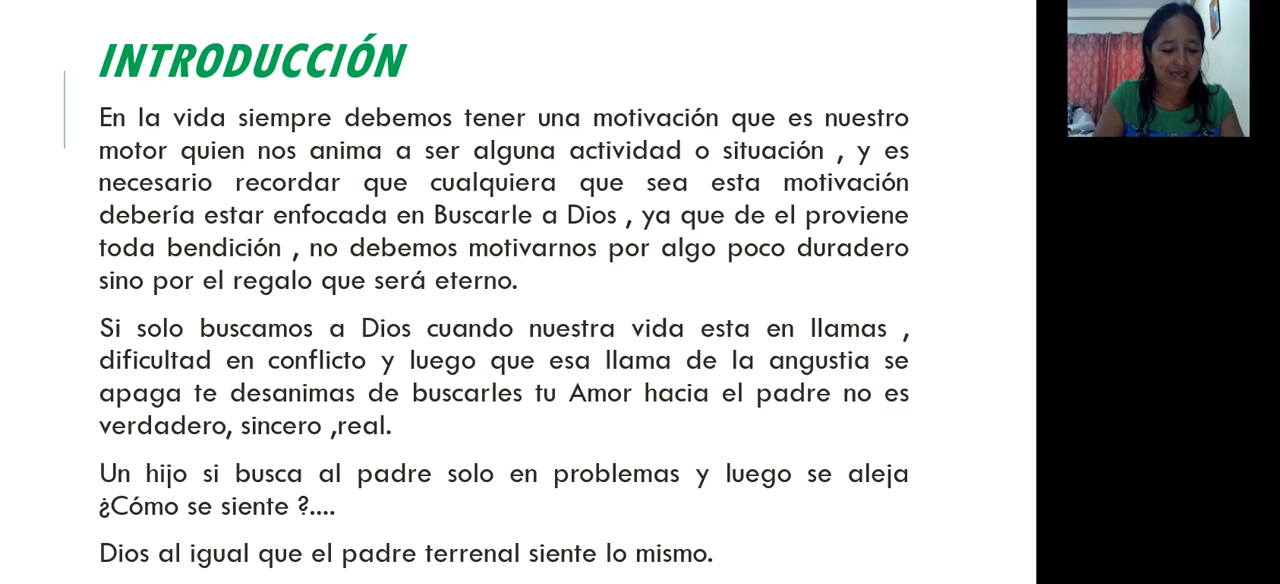 INTRODUCCIÓN
En la vida siempre debemos tener una motivación que es nuestro
motor quien nos anima a ser alguna actividad o situación , y es
necesario recordar que cualquiera que sea esta motivación
debería estar enfocada en Buscarle a Dios , ya que de el proviene
toda bendición , no debemos motivarnos por algo poco duradero
sino por el regalo que será eterno.
Si solo buscamos a Dios cuando nuestra vida esta en llamas ,
dificultad en conflicto y luego que esa llama de la angustia se
apaga te desanimas de buscarles tu Amor hacia el padre no es
verdadero, sincero ,real.
Un hijo si busca al padre solo en problemas y luego se aleja
¿Cómo se siente ?....
Dios al igual que el padre terrenal siente lo mismo.